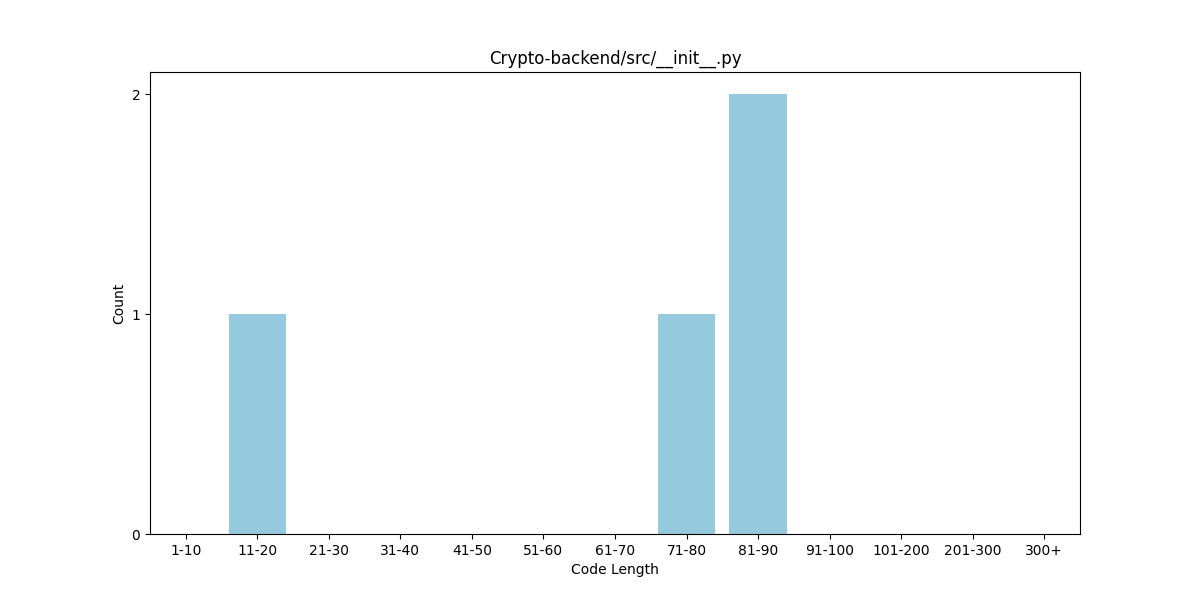 Crypto-backend/src/__init__.py
2
1
0
Count
1-10 11-20 21-30 31-40 41-50 51-60 61-70 71-80 81-90 91-100 101-200 201-300 300+
Code Length